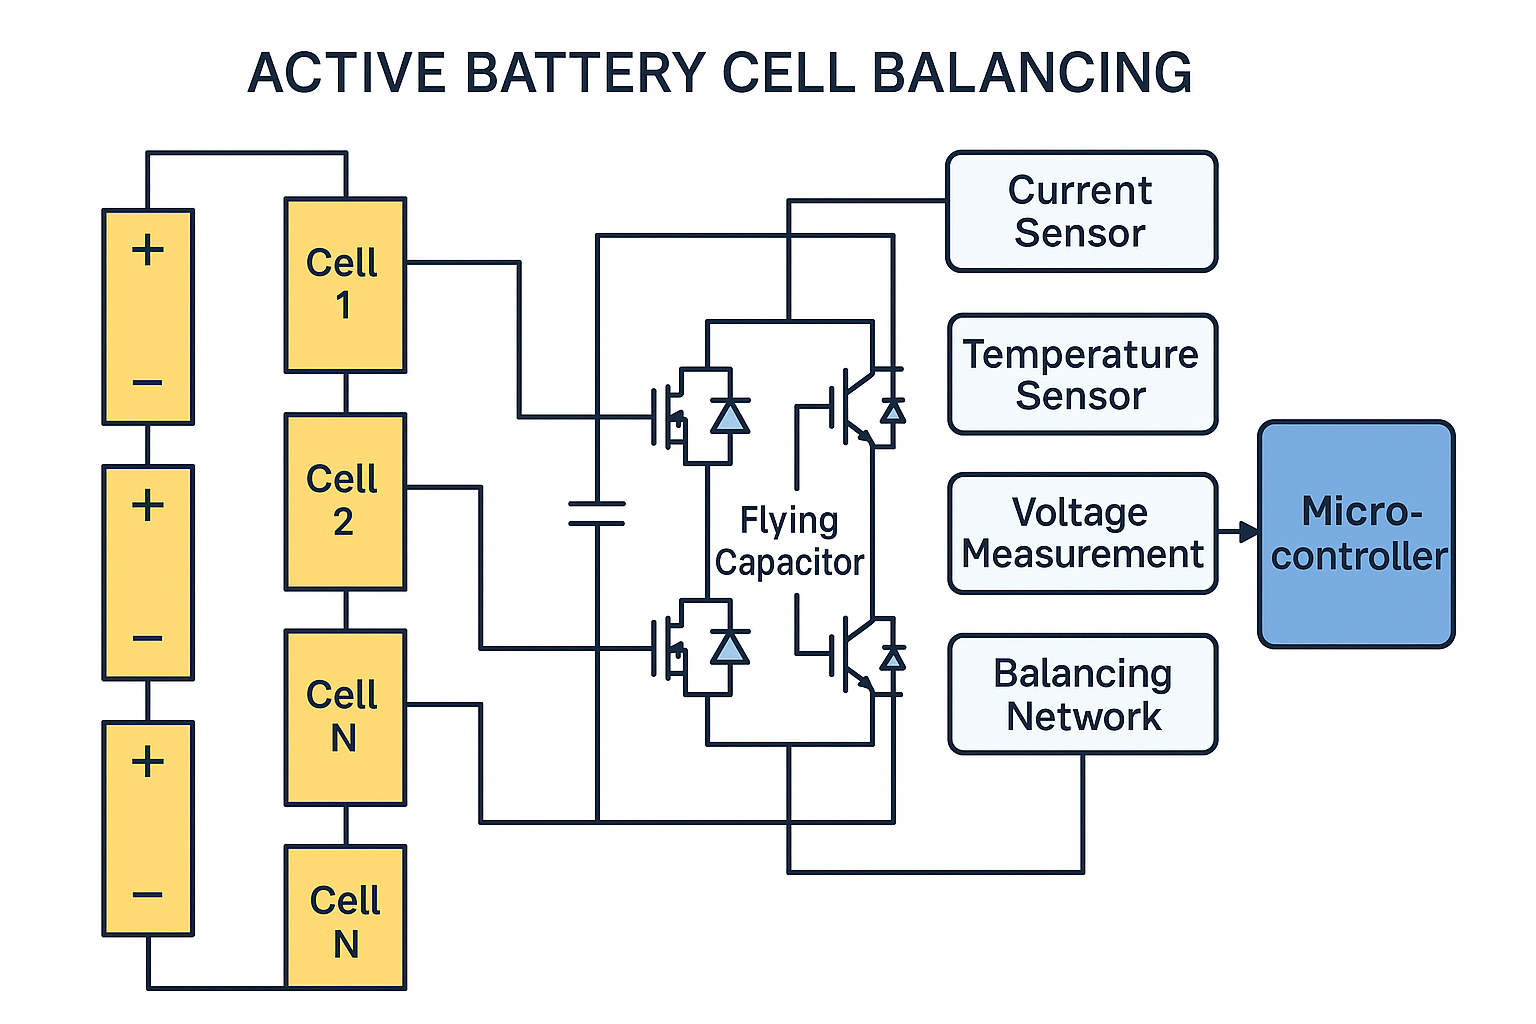 ACTIVE BATTERY CELL BALANCING
+
−
+
−
+
−
Cell
1
Cell
2
Cell
N
Cell
N
Flying
Capacitor
Current
Sensor
Temperature
Sensor
Voltage
Measurement
Balancing
Network
Micro-
controller